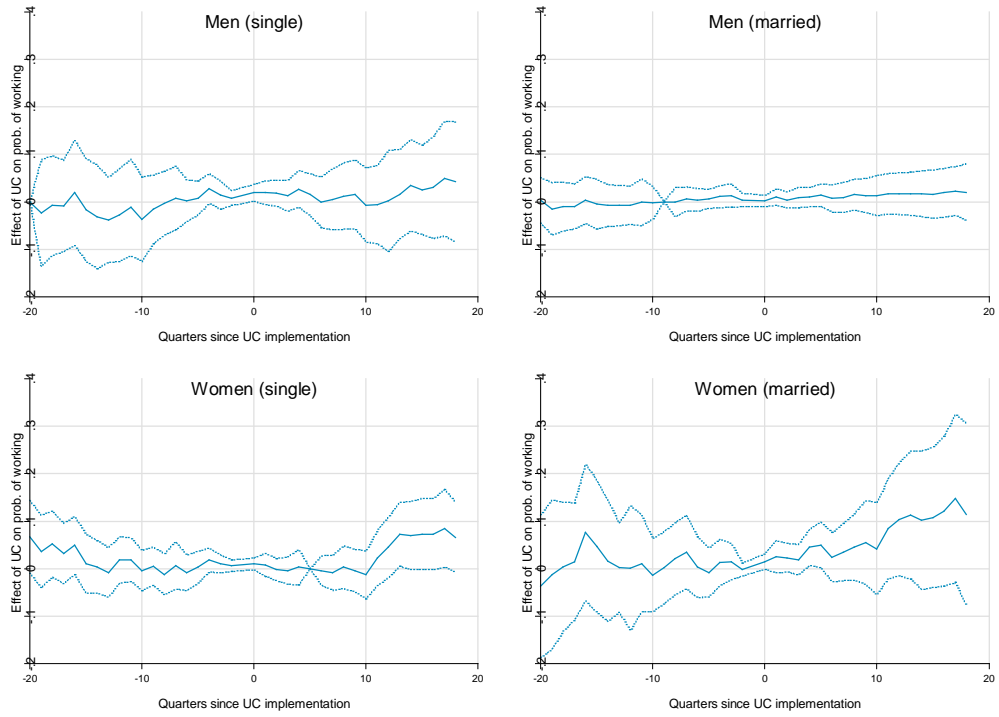 Men (single)
Effect of UC on prob. of working
-.2 -.1 0 .1 .2 .3 .4
-20 -10 0 10 20
Quarters since UC implementation
Men (married)
Effect of UC on prob. of working
-.2 -.1 0 .1 .2 .3 .4
-20 -10 0 10 20
Quarters since UC implementation
Women (single)
Effect of UC on prob. of working
-.2 -.1 0 .1 .2 .3 .4
-20 -10 0 10 20
Quarters since UC implementation
Women (married)
Effect of UC on prob. of working
-.2 -.1 0 .1 .2 .3 .4
-20 -10 0 10 20
Quarters since UC implementation